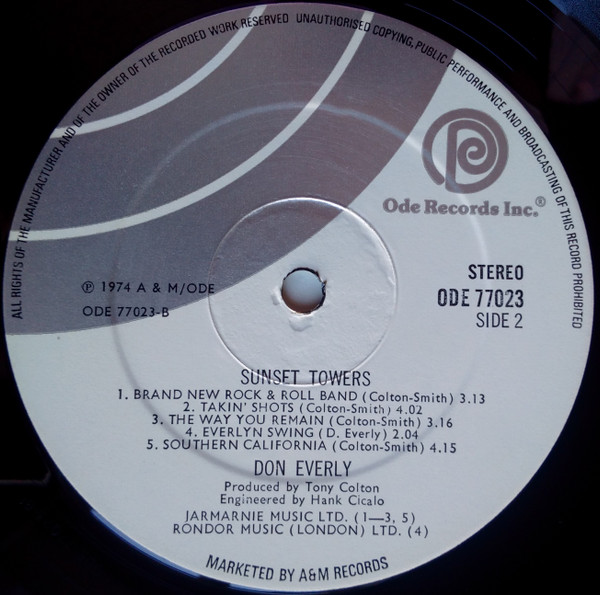 ALL RIGHTS OF THE MANUFACTURER AND OF THE OWNER OF THE RECORDED WORK RESERVED UNAUTHORISED COPYING, PUBLIC PERFORMANCE AND BROADCASTING OF THIS RECORD PROHIBITED
Ode Records Inc.®
℗ 1974 A & M/ODE
ODE 77023-B
STEREO
ODE 77023
SIDE 2
SUNSET TOWERS
1. BRAND NEW ROCK & ROLL BAND (Colton-Smith) 3.13
2. TAKIN' SHOTS (Colton-Smith) 4.02
3. THE WAY YOU REMAIN (Colton-Smith) 3.16
4. EVERLYN SWING (D. Everly) 2.04
5. SOUTHERN CALIFORNIA (Colton-Smith) 4.15
DON EVERLY
Produced by Tony Colton
Engineered by Hank Cicalo
JARMARNIE MUSIC LTD. (1—3, 5)
RONDOR MUSIC (LONDON) LTD. (4)
MARKETED BY A&M RECORDS